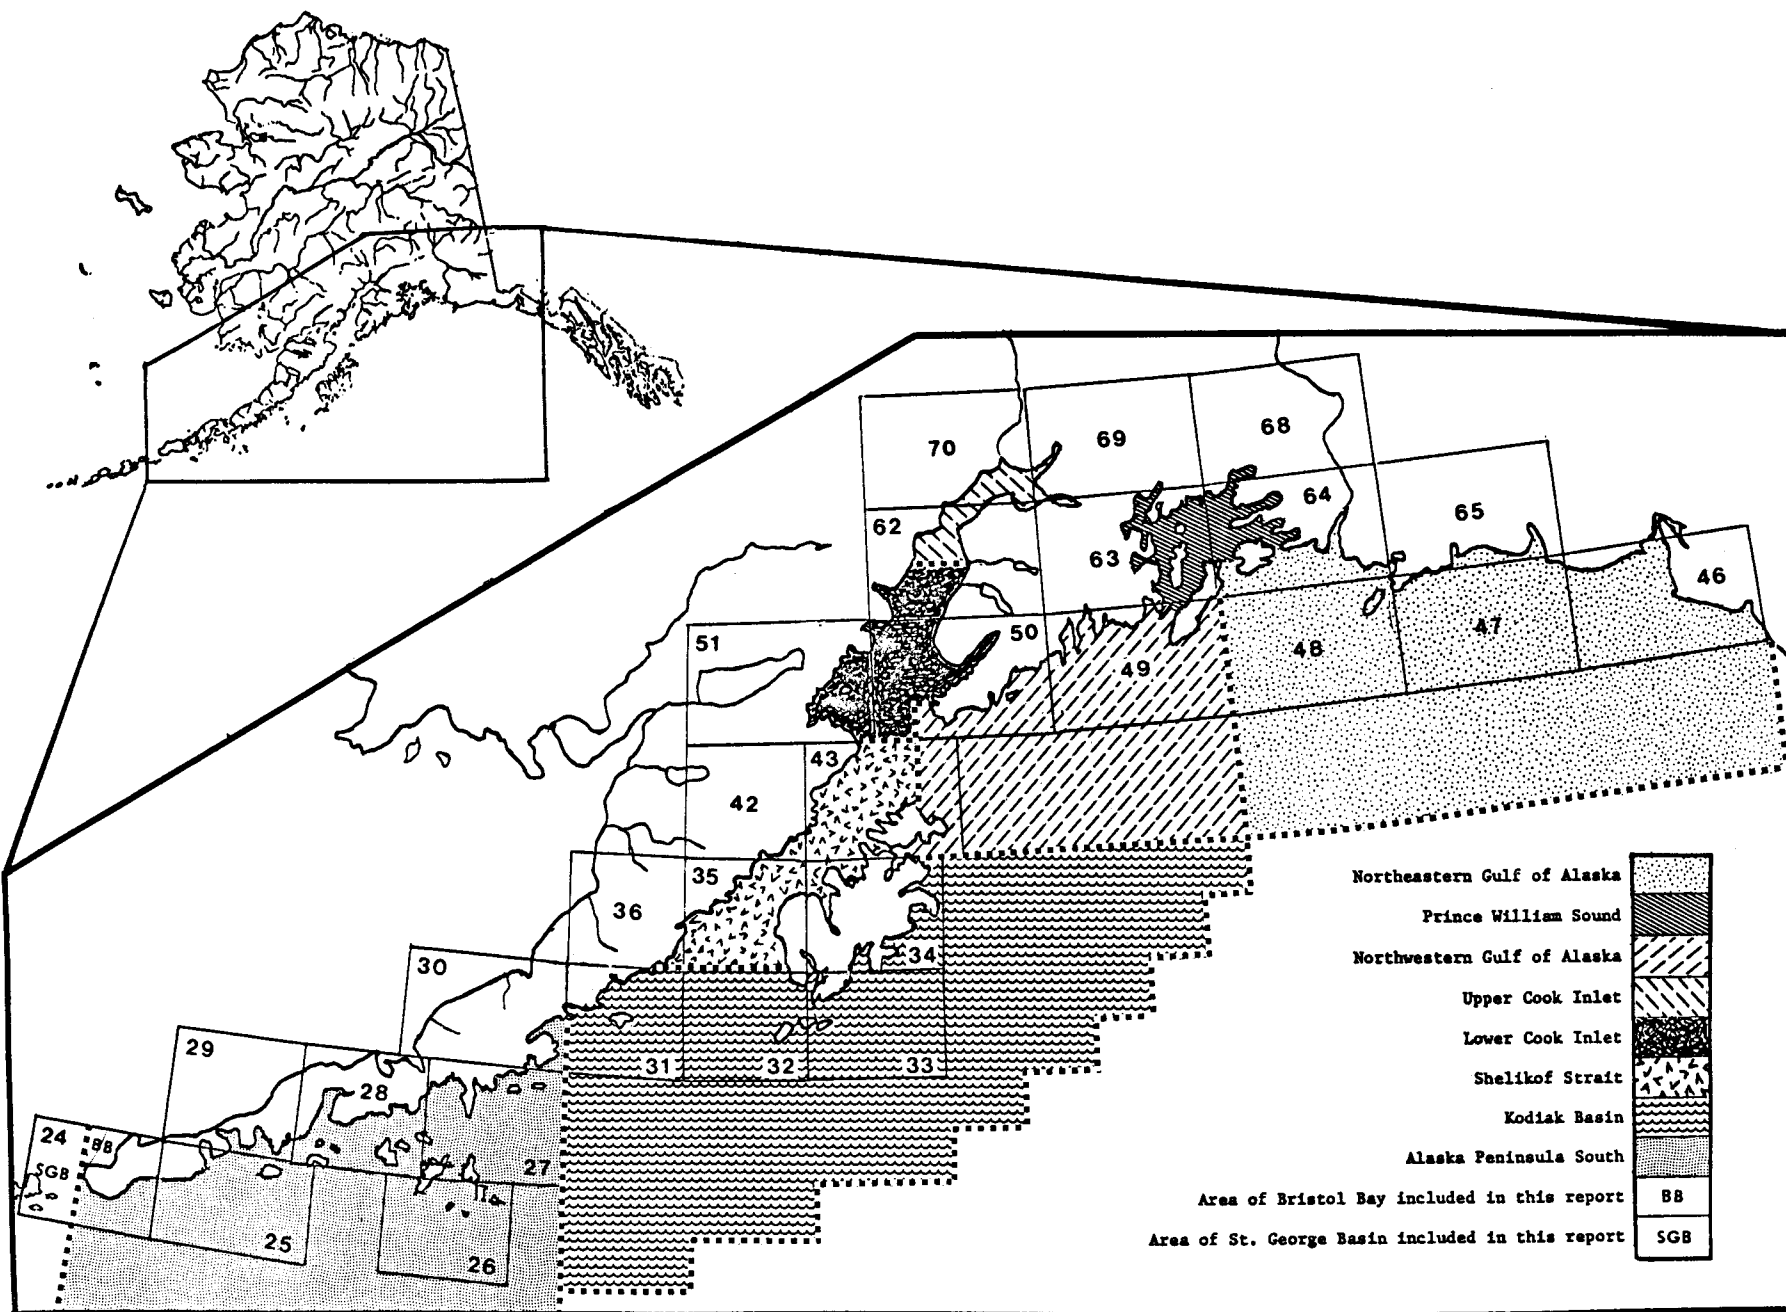 70
69
68
62
64
65
63
46
51
50
47
48
49
43
42
35
36
34
30
29
31
32
33
28
24
BB
SGB
27
25
26
Northeastern Gulf of Alaska
Prince William Sound
Northwestern Gulf of Alaska
Upper Cook Inlet
Lower Cook Inlet
Shelikof Strait
Kodiak Basin
Alaska Peninsula South
Area of Bristol Bay included in this report BB
Area of St. George Basin included in this report SGB